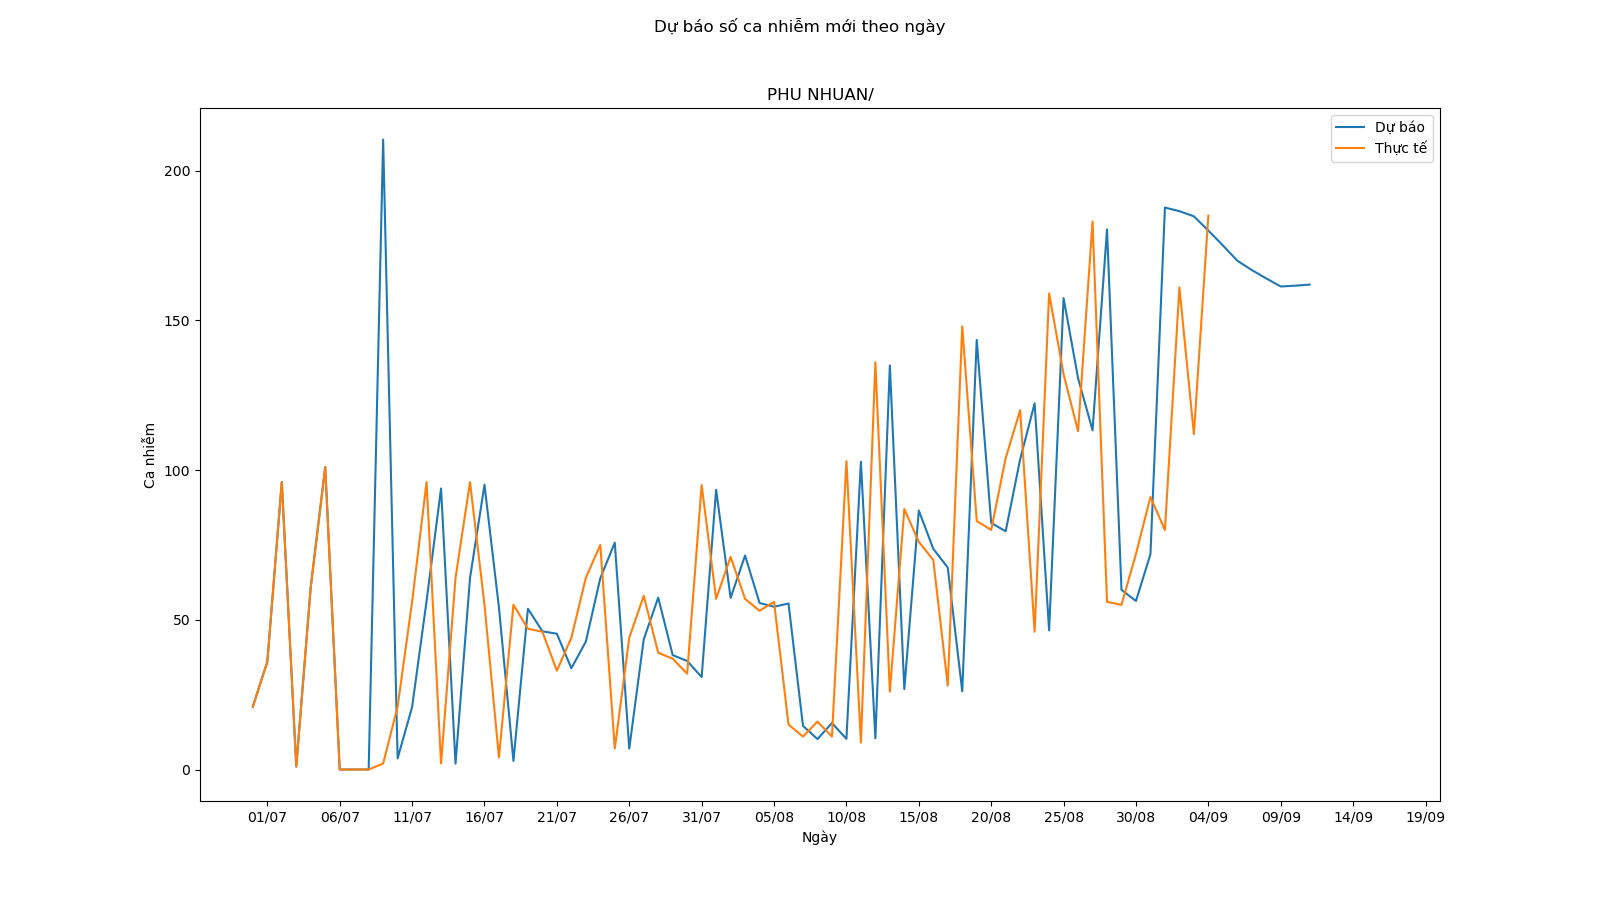 Dự báo số ca nhiễm mới theo ngày
PHU NHUAN/
Dự báo
Thực tế
200
150
100
50
0
Ca nhiễm
01/07 06/07 11/07 16/07 21/07 26/07 31/07 05/08 10/08 15/08 20/08 25/08 30/08 04/09 09/09 14/09 19/09
Ngày